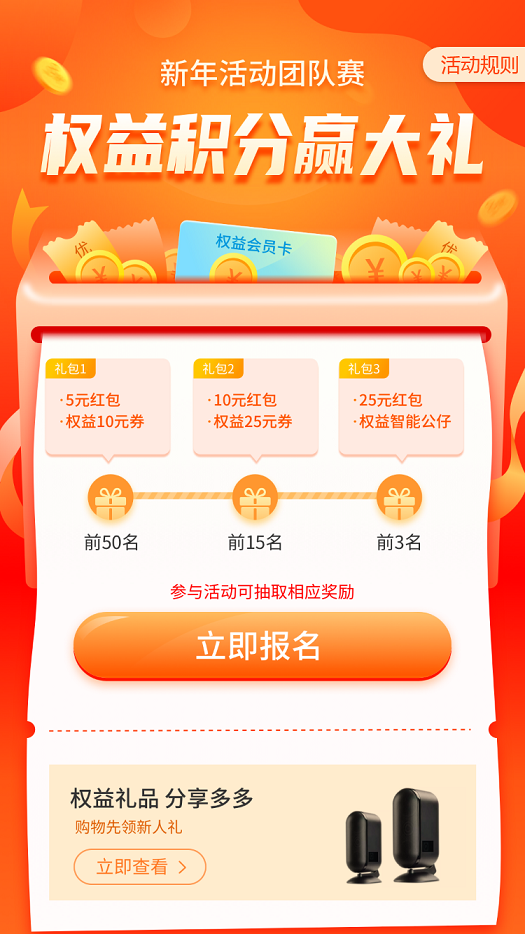 新年活动团队赛
活动规则
权益积分赢大礼
优
权益会员卡
优
¥
¥
¥
¥
¥
¥
礼包1
·5元红包
·权益10元券
礼包2
·10元红包
·权益25元券
礼包3
·25元红包
·权益智能公仔
前50名
前15名
前3名
参与活动可抽取相应奖励
立即报名
权益礼品 分享多多
购物先领新人礼
立即查看 >